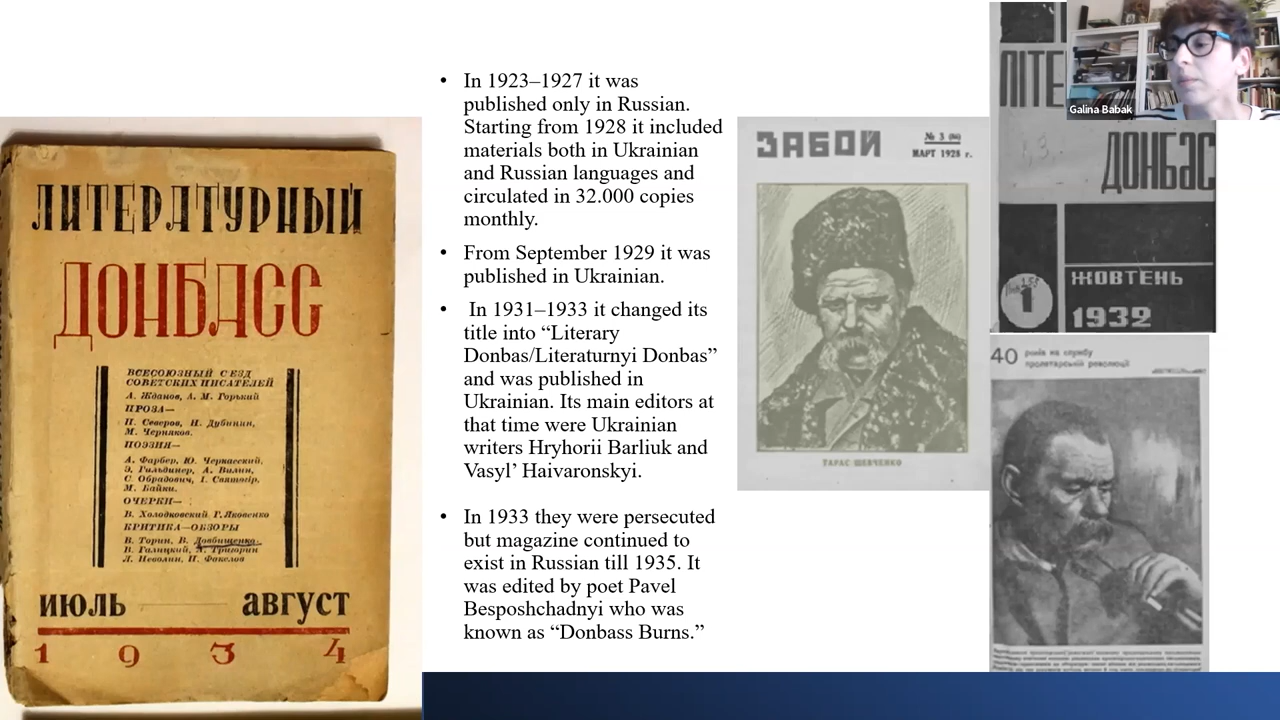 ЛИТЕРАТУРНЫЙ
ДОНБАСС
ВСЕСОЮЗНЫЙ СЕЗД
СОВЕТСКИХ ПИСАТЕЛЕЙ
А. Жданов, А. М. Горький
ПРОЗА—
П. Северов, Н. Дубинин,
М. Черняков.
ПОЭЗИЯ—
А. Фарбер, Ю. Черкасский,
Э. Гильдинер, А. Вилин,
С. Обрадович, І. Святогір,
М. Байки.
ОЧЕРКИ—
В. Холодковский, Г. Яковенко
КРИТИКА—ОБЗОРЫ
В. Торин, В. Довбищенко.
В. Галицкий, Григорин
Л. Неволин, П. Факелов
ИЮЛЬ АВГУСТ
1 9 3 4
• In 1923–1927 it was
published only in Russian.
Starting from 1928 it included
materials both in Ukrainian
and Russian languages and
circulated in 32.000 copies
monthly.
• From September 1929 it was
published in Ukrainian.
• In 1931–1933 it changed its
title into “Literary
Donbas/Literaturnyi Donbas”
and was published in
Ukrainian. Its main editors at
that time were Ukrainian
writers Hryhorii Barliuk and
Vasyl’ Haivaronskyi.
• In 1933 they were persecuted
but magazine continued to
exist in Russian till 1935. It
was edited by poet Pavel
Besposhchadnyi who was
known as “Donbass Burns.”
ЗАБОЙ
№ 3 (86)
МАРТ 1928 г.
ТАРАС ШЕВЧЕНКО
ЛІТЕ
ДОНБАС
1
ЖОВТЕНЬ
1932
40 років на службу
пролетарській революції
Galina Babak